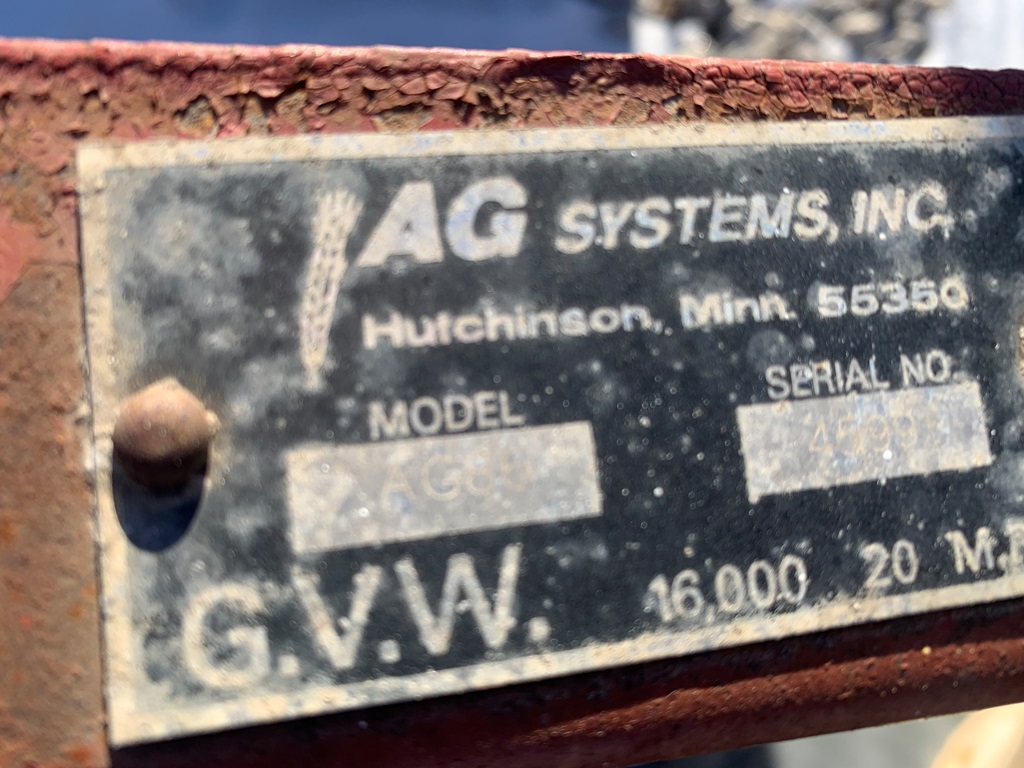 AG SYSTEMS, INC.
Hutchinson, Minn. 55350
MODEL
SERIAL NO.
G.V.W. 16,000 20 M.P